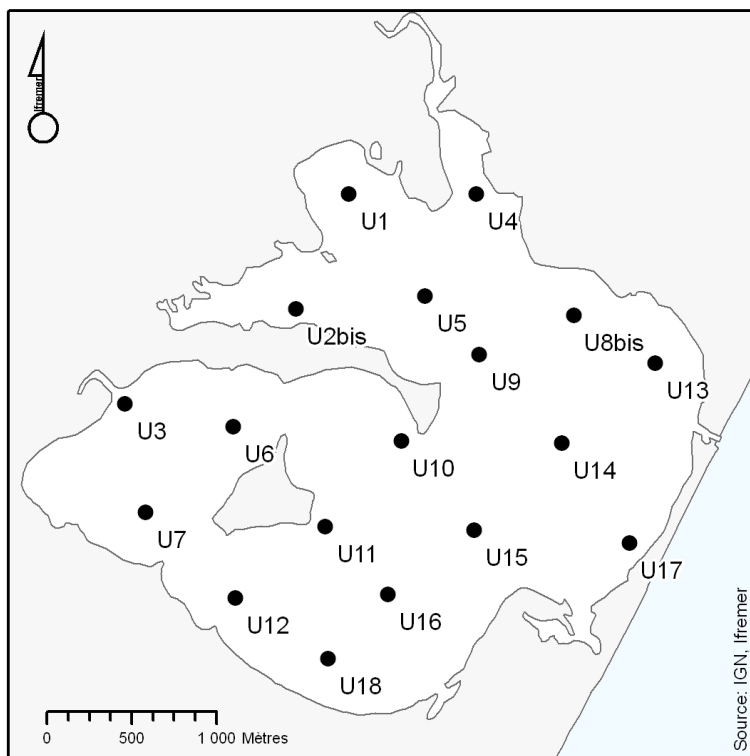 Ifremer
U1
U4
U5
U2bis
U8bis
U9
U13
U3
U6
U10
U14
U7
U11
U15
U17
U12
U16
U18
0 500 1 000 Mètres
Source: IGN, Ifremer